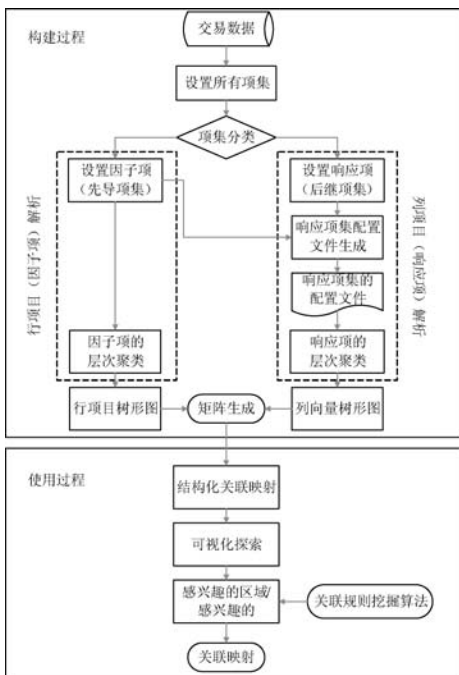 构建过程
交易数据
设置所有项集
项集分类
行项目（因子项）解析
设置因子项
（先导项集）
因子项的
层次聚类
设置响应项
（后继项集）
响应项集配置
文件生成
响应项集的
配置文件
响应项的
层次聚类
列项目（响应项）解析
行项目树形图
矩阵生成
列向量树形图
使用过程
结构化关联映射
可视化探索
感兴趣的区域/
感兴趣的
关联规则挖掘算法
关联映射